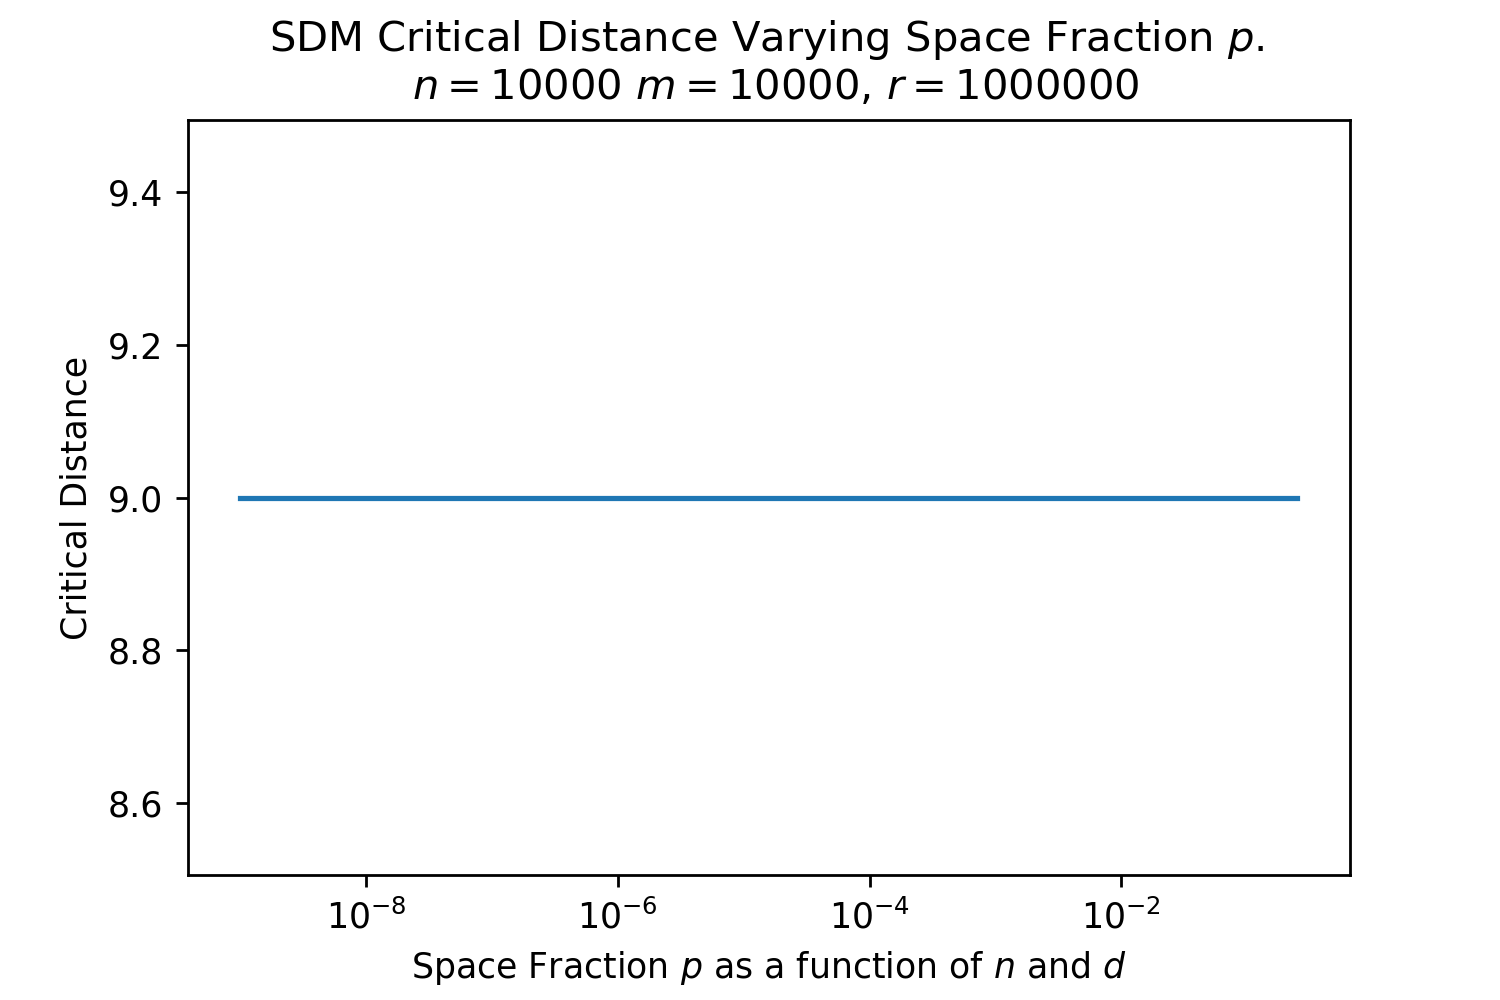 SDM Critical Distance Varying Space Fraction p.
n = 10000 m = 10000, r = 1000000
Critical Distance
9.4
9.2
9.0
8.8
8.6
10⁻⁸ 10⁻⁶ 10⁻⁴ 10⁻²
Space Fraction p as a function of n and d